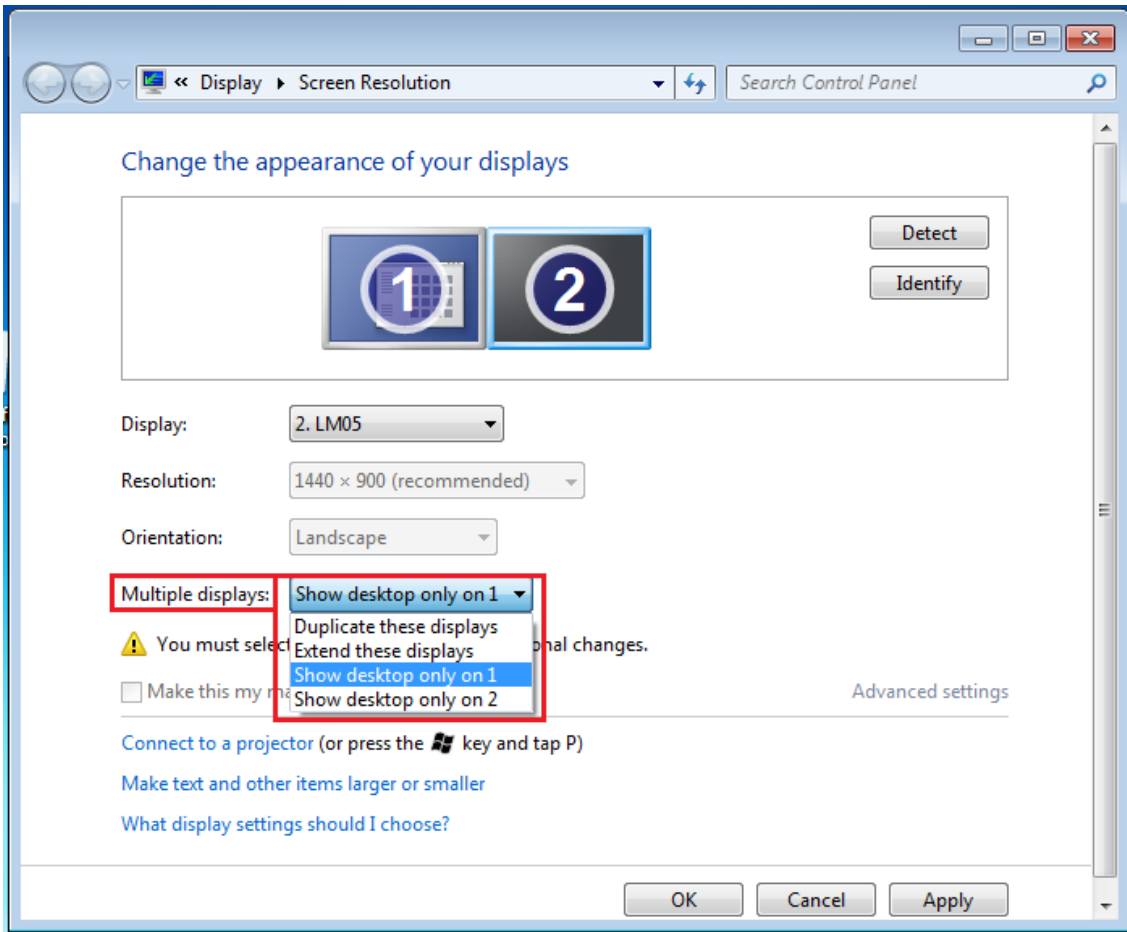 « Display Screen Resolution
Search Control Panel
Change the appearance of your displays
1 2
Detect
Identify
Display: 2. LM05
Resolution: 1440 × 900 (recommended)
Orientation: Landscape
Multiple displays: Show desktop only on 1
Duplicate these displays
You must select onal changes.
Extend these displays
Show desktop only on 1
Make this my Advanced settings
Show desktop only on 2
Connect to a projector (or press the key and tap P)
Make text and other items larger or smaller
What display settings should I choose?
OK Cancel Apply